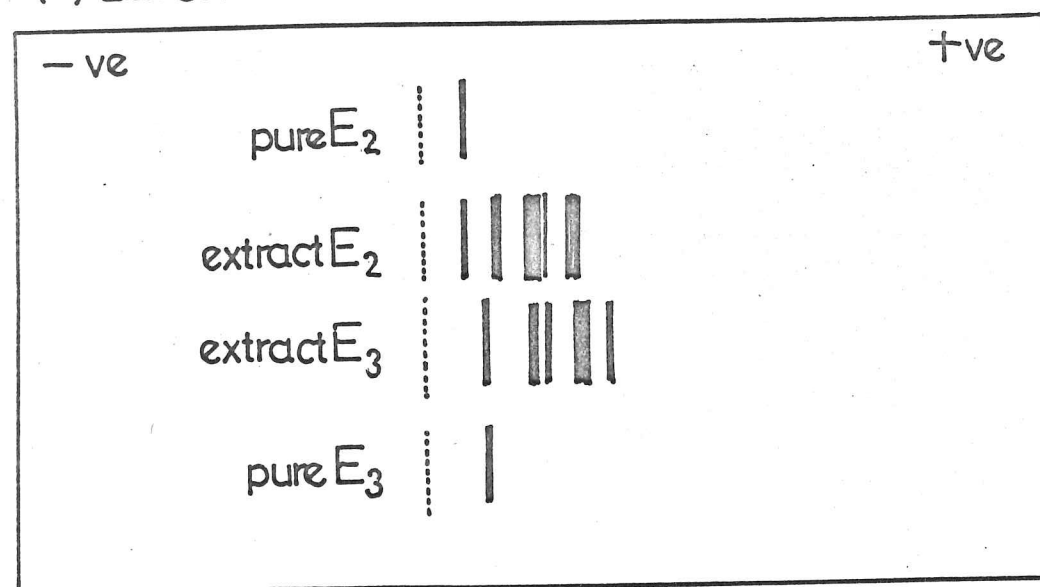 – ve +ve
pure E₂
extract E₂
extract E₃
pure E₃